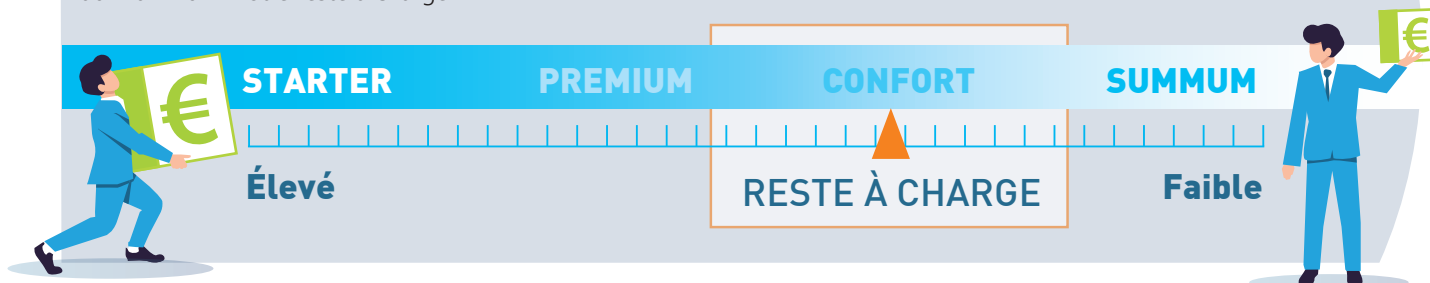 STARTER PREMIUM CONFORT SUMMUM
Élevé RESTE À CHARGE Faible
€
€